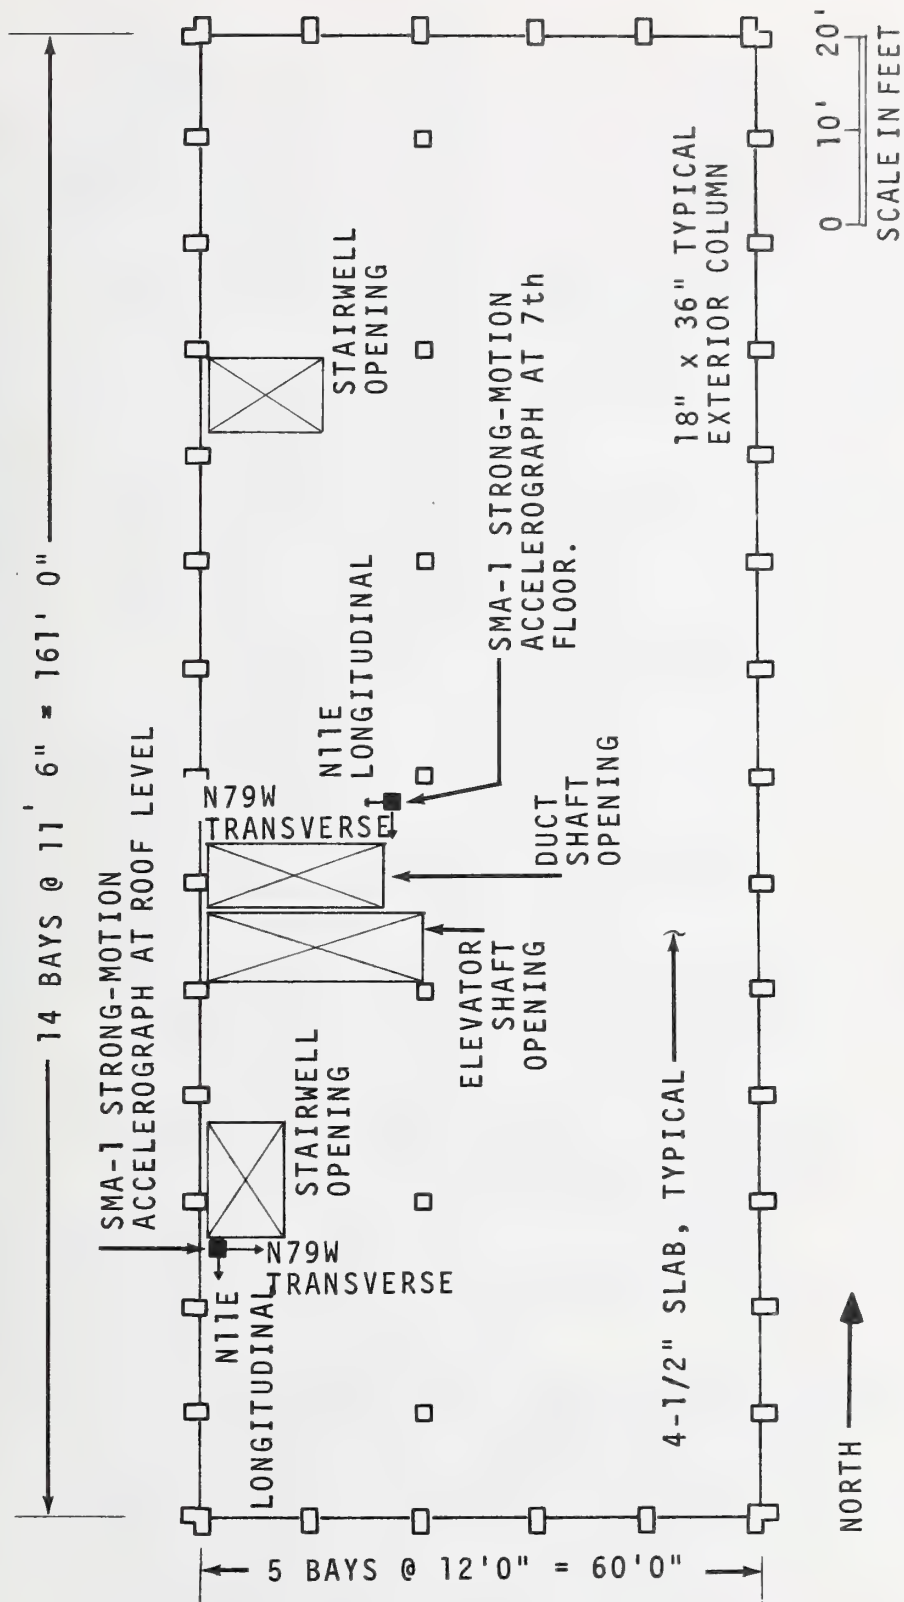 14 BAYS @ 11' 6" = 161' 0"
SMA-1 STRONG-MOTION
ACCELEROGRAPH AT ROOF LEVEL
N79W
TRANSVERSE
N11E
LONGITUDINAL
STAIRWELL
OPENING
SMA-1 STRONG-MOTION
ACCELEROGRAPH AT 7th
FLOOR.
DUCT
SHAFT
OPENING
ELEVATOR
SHAFT
OPENING
STAIRWELL
OPENING
N79W
TRANSVERSE
N11E
LONGITUDINAL
18" x 36" TYPICAL
EXTERIOR COLUMN
4-1/2" SLAB, TYPICAL
5 BAYS @ 12'0" = 60'0"
NORTH
0 10' 20'
SCALE IN FEET